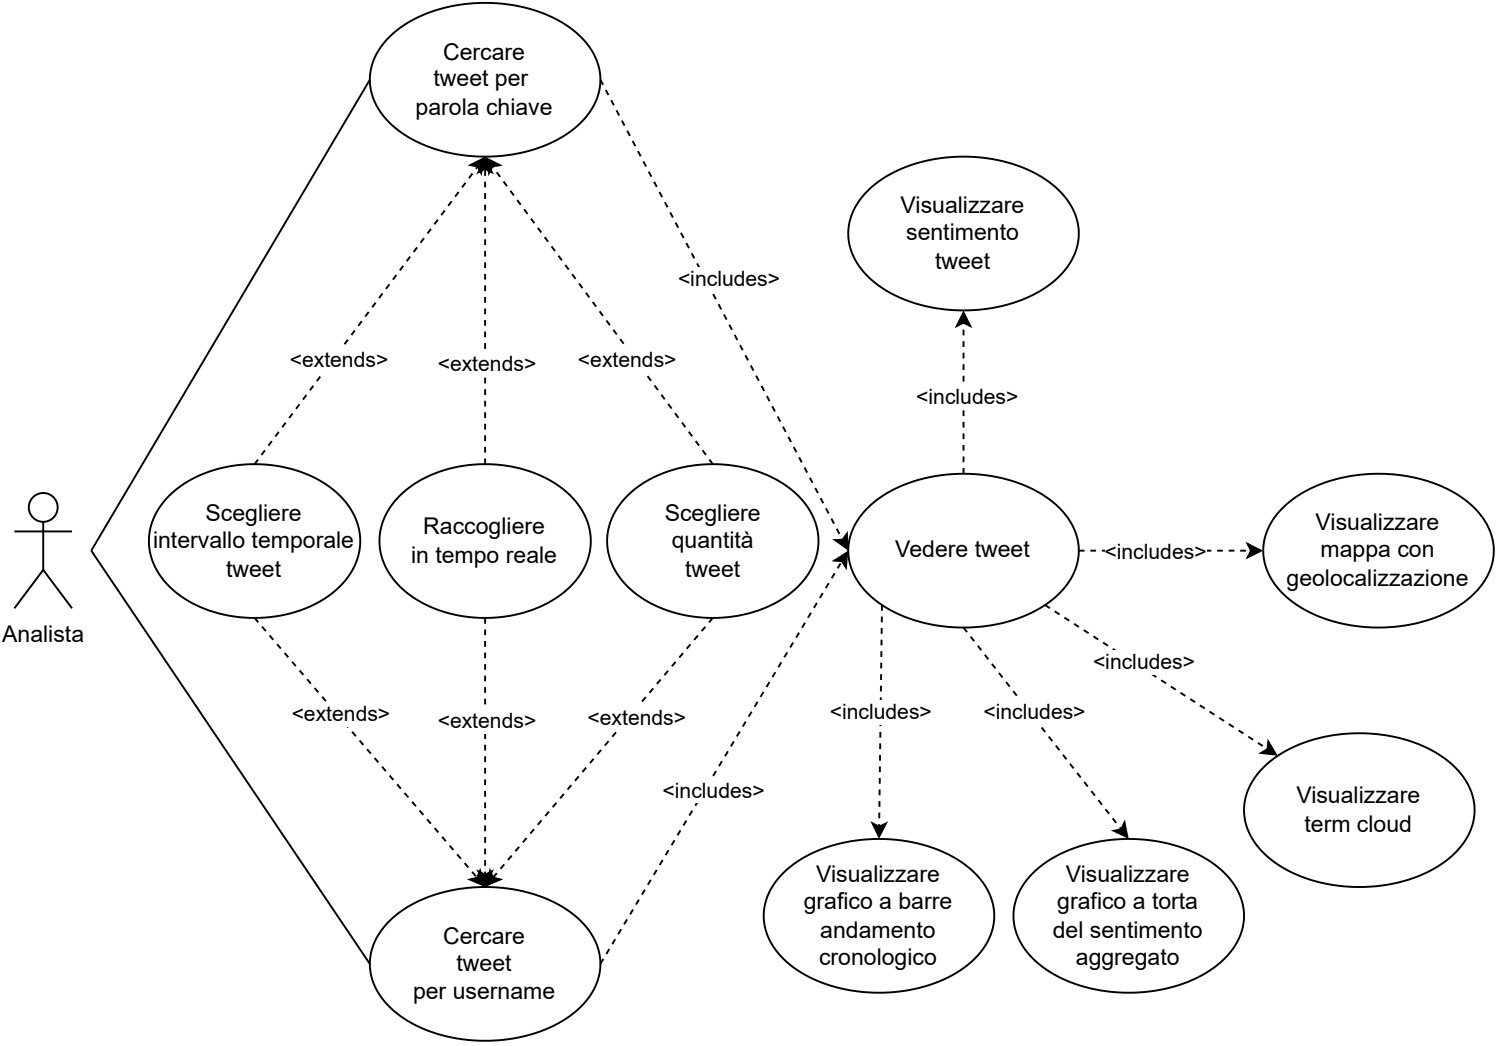 Cercare
tweet per
parola chiave
<includes>
Visualizzare
sentimento
tweet
<extends>
<extends>
<extends>
<includes>
Analista
Scegliere
intervallo temporale
tweet
Raccogliere
in tempo reale
Scegliere
quantità
tweet
Vedere tweet
<includes>
Visualizzare
mappa con
geolocalizzazione
<includes>
<extends>
<extends>
<extends>
<includes>
<includes>
<includes>
Visualizzare
term cloud
Visualizzare
grafico a barre
andamento
cronologico
Visualizzare
grafico a torta
del sentimento
aggregato
Cercare
tweet
per username